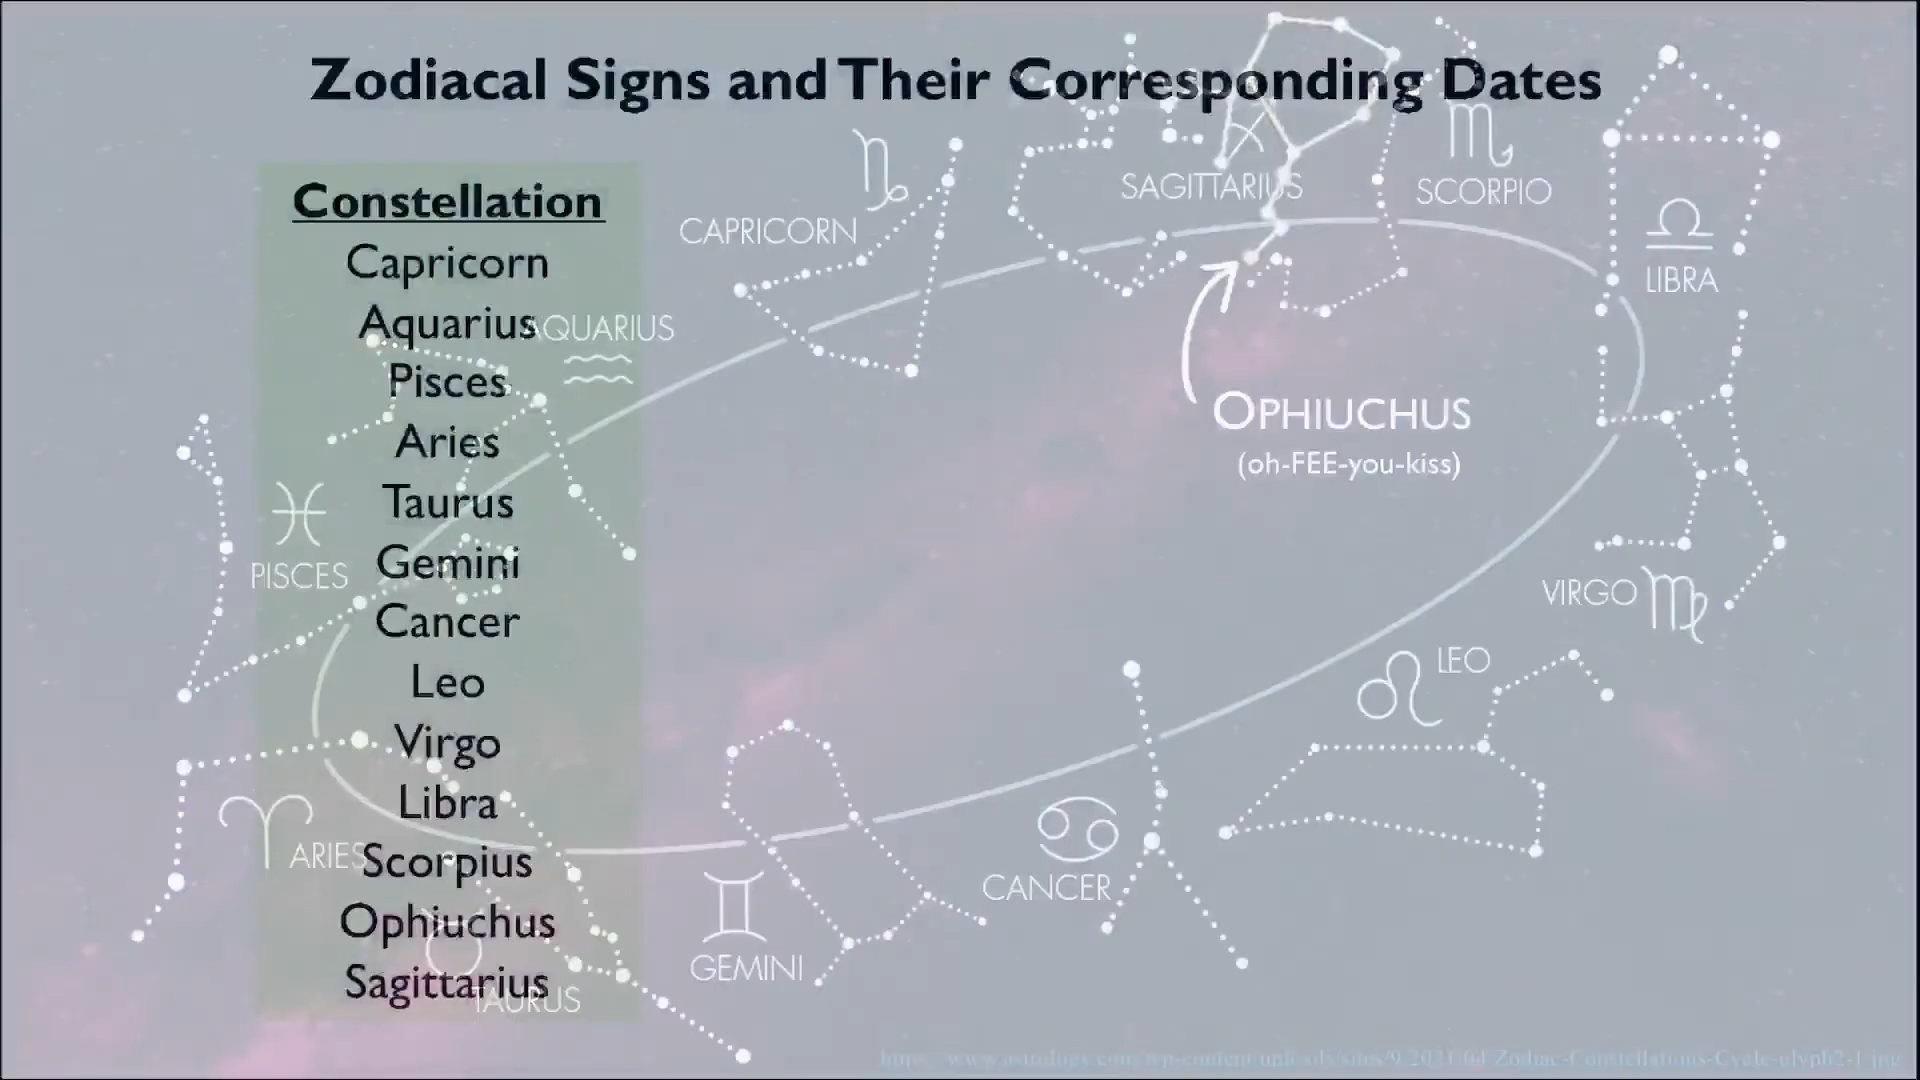 Zodiacal Signs and Their Corresponding Dates
Constellation
Capricorn
Aquarius
Pisces
Aries
Taurus
Gemini
Cancer
Leo
Virgo
Libra
Scorpius
Ophiuchus
Sagittarius
CAPRICORN
SAGITTARIUS
SCORPIO
LIBRA
AQUARIUS
OPHIUCHUS
(oh-FEE-you-kiss)
PISCES
VIRGO
LEO
ARIES
CANCER
GEMINI
TAURUS